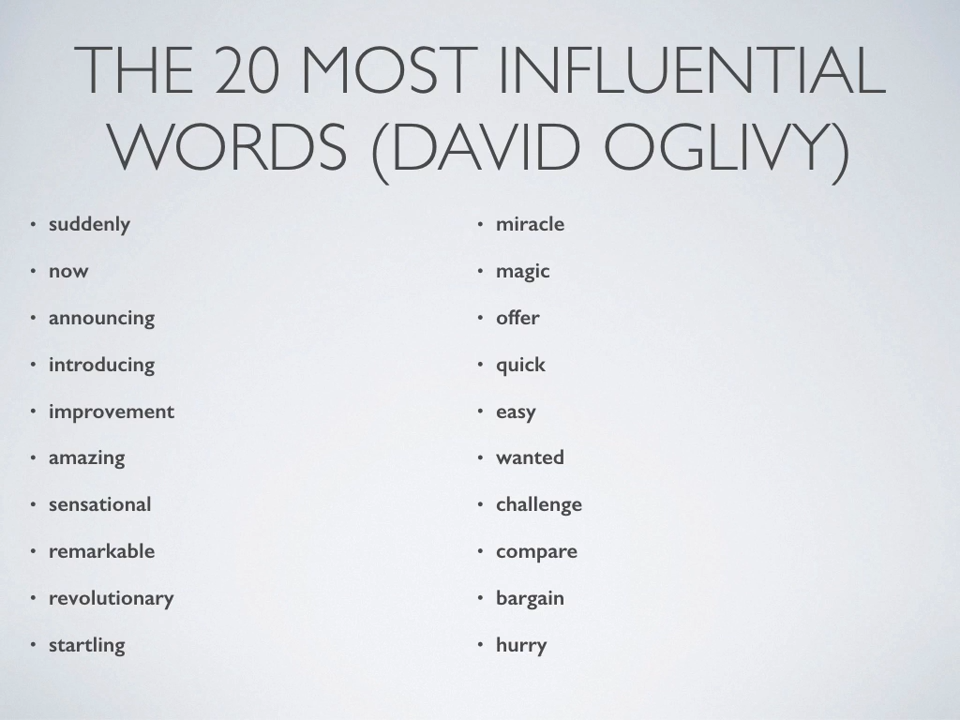 THE 20 MOST INFLUENTIAL
WORDS (DAVID OGLIVY)
• suddenly
• now
• announcing
• introducing
• improvement
• amazing
• sensational
• remarkable
• revolutionary
• startling
• miracle
• magic
• offer
• quick
• easy
• wanted
• challenge
• compare
• bargain
• hurry